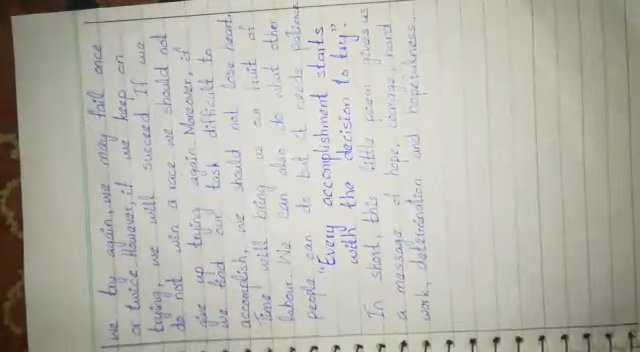 we try again, we may fail once
or twice. However, if we keep on
trying, we will succeed. If we
do not win a race we should not
give up trying again. Moreover, if
we find our task difficult to
accomplish, we should not lose heart.
Time will bring us our fruit of
labour. We can also do what other
people can do but it needs patience
"Every accomplishment starts
with the decision to try".
In short, this little poem gives us
a message of hope, courage, hard
work, determination and hopefulness.